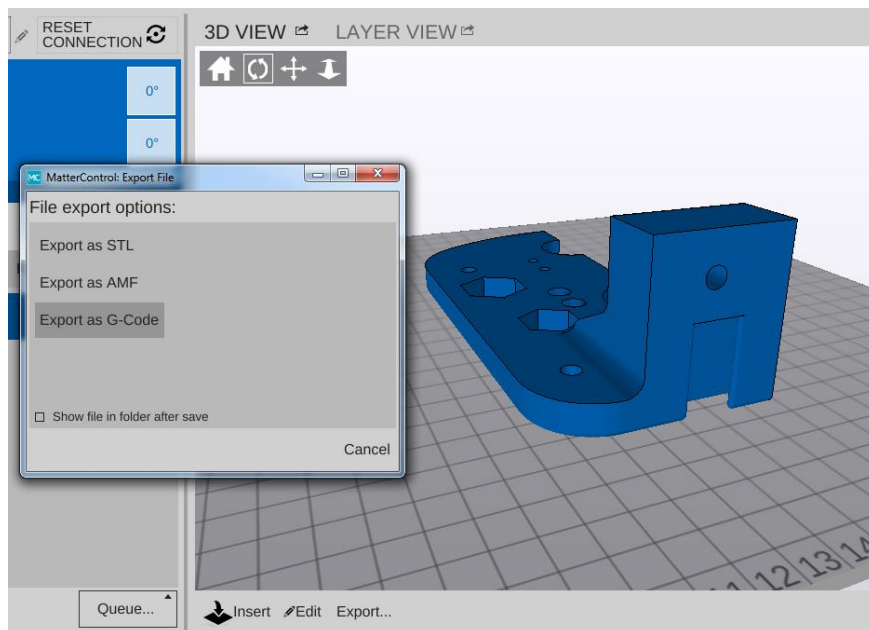 RESET
CONNECTION
3D VIEW
LAYER VIEW
0°
0°
MC MatterControl: Export File
File export options:
Export as STL
Export as AMF
Export as G-Code
Show file in folder after save
Cancel
12 13 14
Queue...
Insert
Edit
Export...